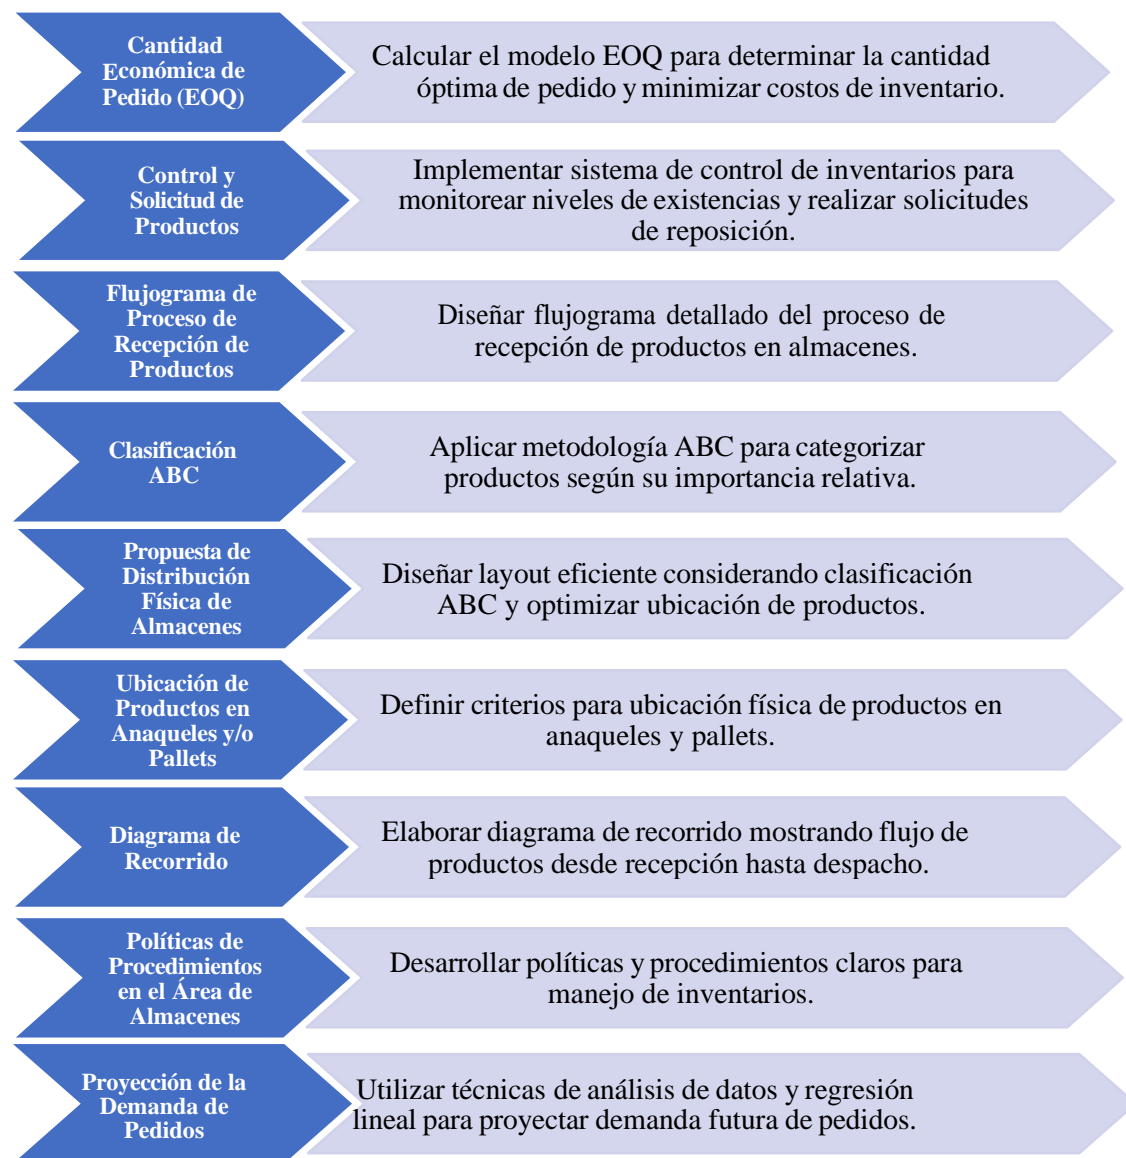 Cantidad
Económica de
Pedido (EOQ)
Calcular el modelo EOQ para determinar la cantidad
óptima de pedido y minimizar costos de inventario.
Control y
Solicitud de
Productos
Implementar sistema de control de inventarios para
monitorear niveles de existencias y realizar solicitudes
de reposición.
Flujograma de
Proceso de
Recepción de
Productos
Diseñar flujograma detallado del proceso de
recepción de productos en almacenes.
Clasificación
ABC
Aplicar metodología ABC para categorizar
productos según su importancia relativa.
Propuesta de
Distribución
Física de
Almacenes
Diseñar layout eficiente considerando clasificación
ABC y optimizar ubicación de productos.
Ubicación de
Productos en
Anaqueles y/o
Pallets
Definir criterios para ubicación física de productos en
anaqueles y pallets.
Diagrama de
Recorrido
Elaborar diagrama de recorrido mostrando flujo de
productos desde recepción hasta despacho.
Políticas de
Procedimientos
en el Área de
Almacenes
Desarrollar políticas y procedimientos claros para
manejo de inventarios.
Proyección de la
Demanda de
Pedidos
Utilizar técnicas de análisis de datos y regresión
lineal para proyectar demanda futura de pedidos.